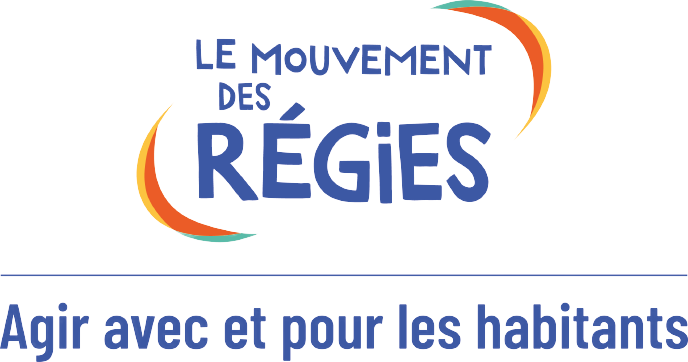 LE MOUVEMENT
DES
RÉGiES
Agir avec et pour les habitants